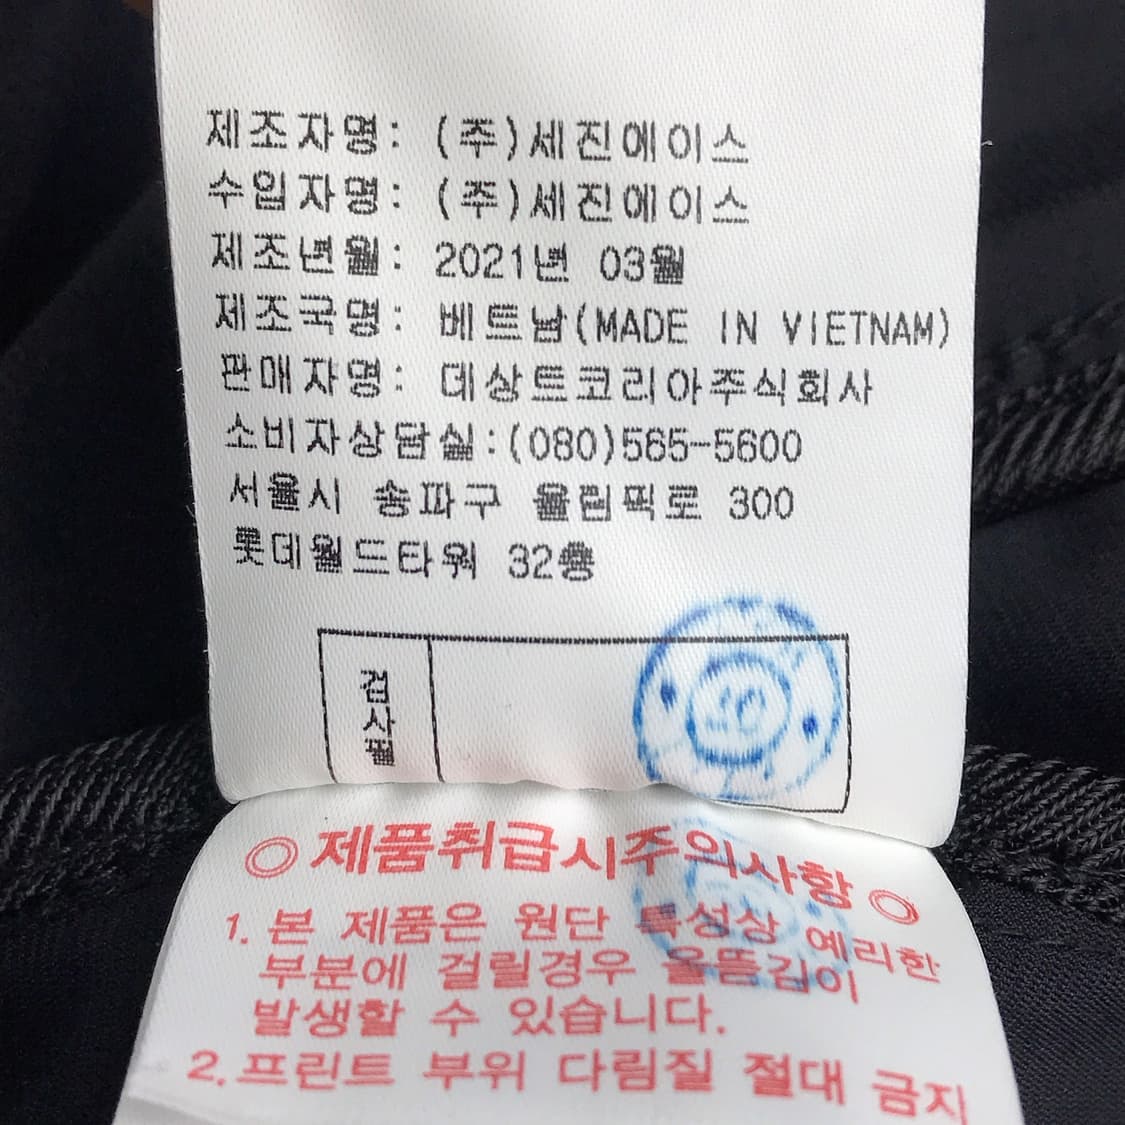 제조자명: (주)세진에이스
수입자명: (주)세진에이스
제조년월: 2021년 03월
제조국명: 베트남(MADE IN VIETNAM)
판매자명: 데상트코리아주식회사
소비자상담실:(080)565-5600
서울시 송파구 올림픽로 300
롯데월드타워 32층
검사필
◎ 제품취급시주의사항 ◎
1. 본 제품은 원단 특성상 예리한
부분에 걸릴경우 올뜯김이
발생할 수 있습니다.
2. 프린트 부위 다림질 절대 금지